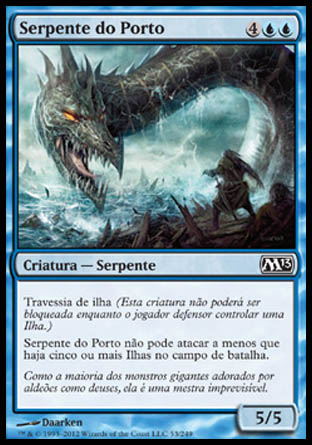 Serpente do Porto 4
Criatura — Serpente M13
Travessia de ilha (Esta criatura não poderá ser
bloqueada enquanto o jogador defensor controlar uma
Ilha.)
Serpente do Porto não pode atacar a menos que
haja cinco ou mais Ilhas no campo de batalha.
Como a maioria dos monstros gigantes adorados por
aldeões como deuses, ela é uma mestra imprevisível.
Daarken
™ & © 1993–2012 Wizards of the Coast LLC 53/249
5/5